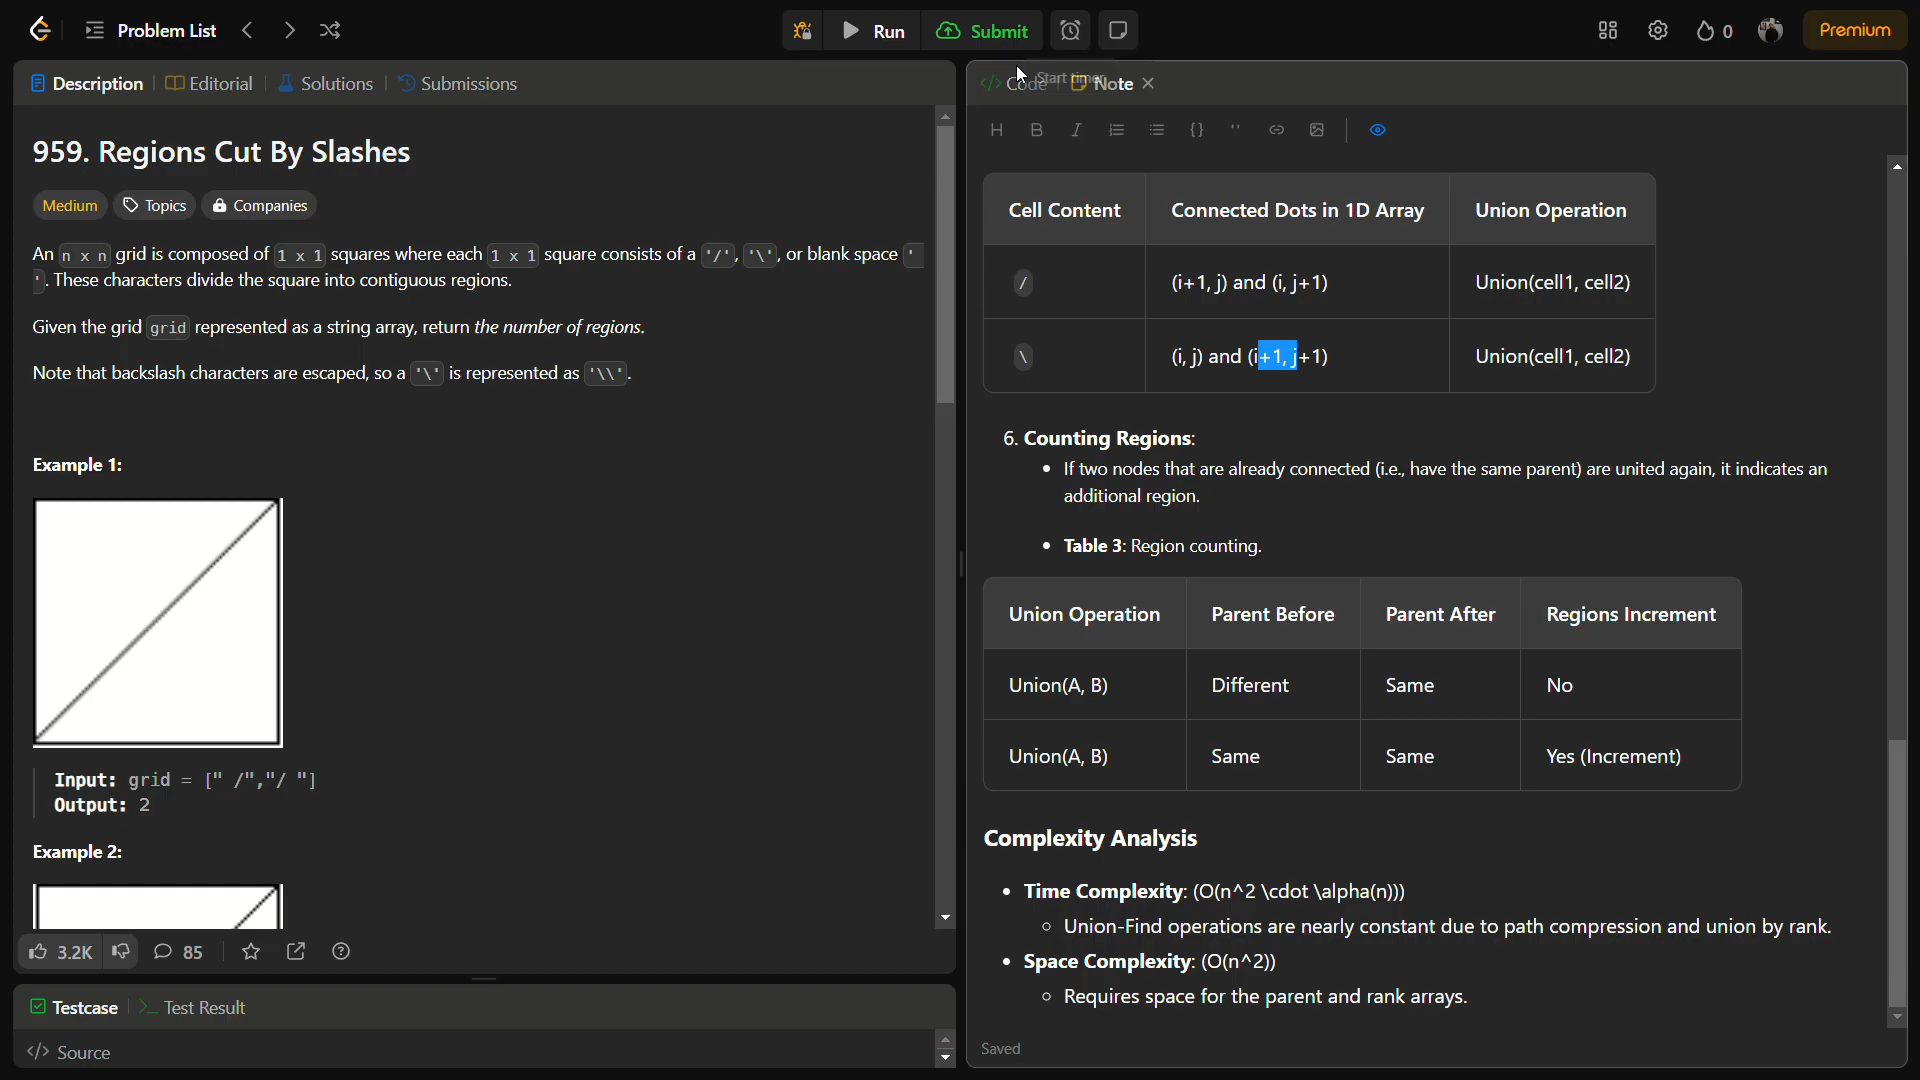 Problem List
Run
Submit
0
Premium
Description
Editorial
Solutions
Submissions
959. Regions Cut By Slashes
Medium
Topics
Companies
An n x n grid is composed of 1 x 1 squares where each 1 x 1 square consists of a '/', '\', or blank space '
'. These characters divide the square into contiguous regions.
Given the grid grid represented as a string array, return the number of regions.
Note that backslash characters are escaped, so a '\' is represented as '\\'.
Example 1:
Input: grid = [" /","/ "]
Output: 2
Example 2:
3.2K
85
Testcase
Test Result
</> Source
</> Code
Start timer
Note
H B I {} "
Cell Content Connected Dots in 1D Array Union Operation
/ (i+1, j) and (i, j+1) Union(cell1, cell2)
\ (i, j) and (i+1, j+1) Union(cell1, cell2)
6. Counting Regions:
• If two nodes that are already connected (i.e., have the same parent) are united again, it indicates an
additional region.
• Table 3: Region counting.
Union Operation Parent Before Parent After Regions Increment
Union(A, B) Different Same No
Union(A, B) Same Same Yes (Increment)
Complexity Analysis
• Time Complexity: (O(n^2 \cdot \alpha(n)))
◦ Union-Find operations are nearly constant due to path compression and union by rank.
• Space Complexity: (O(n^2))
◦ Requires space for the parent and rank arrays.
Saved